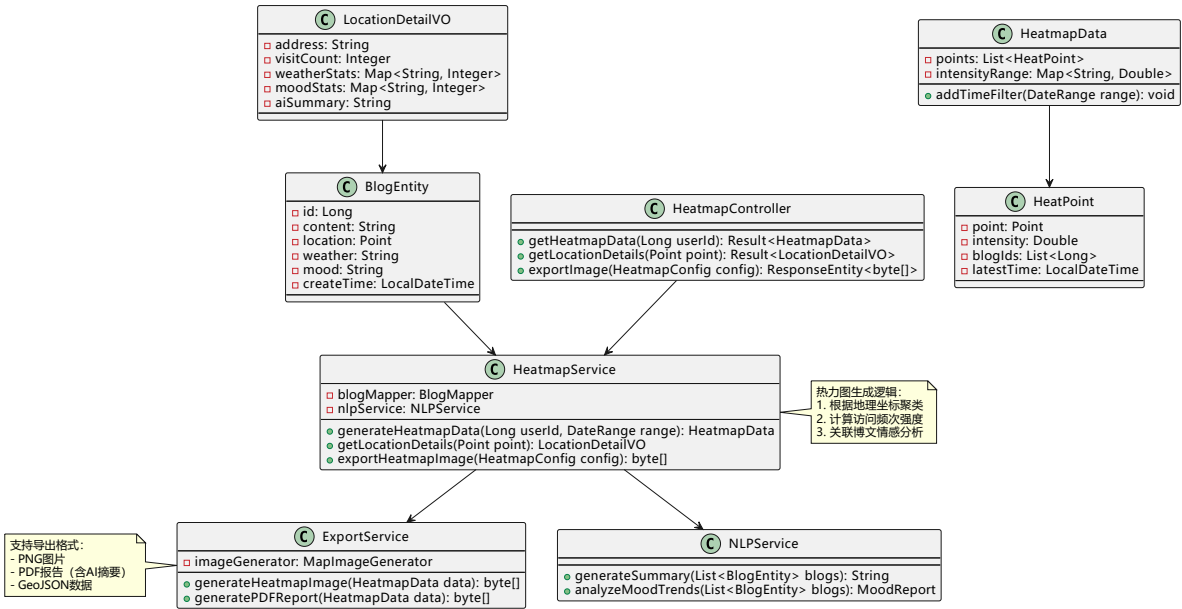 C LocationDetailVO
address: String
visitCount: Integer
weatherStats: Map<String, Integer>
moodStats: Map<String, Integer>
aiSummary: String
C HeatmapData
points: List<HeatPoint>
intensityRange: Map<String, Double>
addTimeFilter(DateRange range): void
C BlogEntity
id: Long
content: String
location: Point
weather: String
mood: String
createTime: LocalDateTime
C HeatmapController
getHeatmapData(Long userId): Result<HeatmapData>
getLocationDetails(Point point): Result<LocationDetailVO>
exportImage(HeatmapConfig config): ResponseEntity<byte[]>
C HeatPoint
point: Point
intensity: Double
blogIds: List<Long>
latestTime: LocalDateTime
C HeatmapService
blogMapper: BlogMapper
nlpService: NLPService
generateHeatmapData(Long userId, DateRange range): HeatmapData
getLocationDetails(Point point): LocationDetailVO
exportHeatmapImage(HeatmapConfig config): byte[]
热力图生成逻辑：
1. 根据地理坐标聚类
2. 计算访问频次强度
3. 关联博文情感分析
支持导出格式：
- PNG图片
- PDF报告（含AI摘要）
- GeoJSON数据
C ExportService
imageGenerator: MapImageGenerator
generateHeatmapImage(HeatmapData data): byte[]
generatePDFReport(HeatmapData data): byte[]
C NLPService
generateSummary(List<BlogEntity> blogs): String
analyzeMoodTrends(List<BlogEntity> blogs): MoodReport